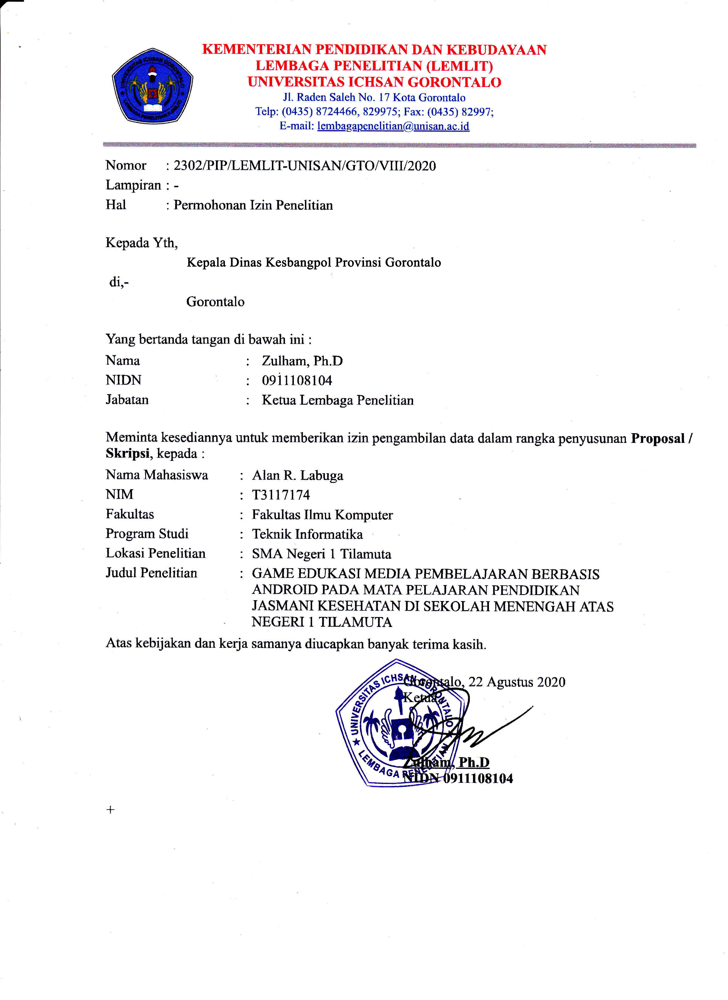 KEMENTERIAN PENDIDIKAN DAN KEBUDAYAAN
LEMBAGA PENELITIAN (LEMLIT)
UNIVERSITAS ICHSAN GORONTALO
Jl. Raden Saleh No. 17 Kota Gorontalo
Telp: (0435) 8724466, 829975; Fax: (0435) 82997;
E-mail: lembagapenelitian@unisan.ac.id
UNIVERSITAS ICHSAN GORONTALO
LEMBAGA PENELITIAN (LEMLIT)
Nomor : 2302/PIP/LEMLIT-UNISAN/GTO/VIII/2020
Lampiran : -
Hal : Permohonan Izin Penelitian
Kepada Yth,
Kepala Dinas Kesbangpol Provinsi Gorontalo
di,-
Gorontalo
Yang bertanda tangan di bawah ini :
Nama : Zulham, Ph.D
NIDN : 0911108104
Jabatan : Ketua Lembaga Penelitian
Meminta kesediannya untuk memberikan izin pengambilan data dalam rangka penyusunan Proposal /
Skripsi, kepada :
Nama Mahasiswa : Alan R. Labuga
NIM : T3117174
Fakultas : Fakultas Ilmu Komputer
Program Studi : Teknik Informatika
Lokasi Penelitian : SMA Negeri 1 Tilamuta
Judul Penelitian : GAME EDUKASI MEDIA PEMBELAJARAN BERBASIS
ANDROID PADA MATA PELAJARAN PENDIDIKAN
JASMANI KESEHATAN DI SEKOLAH MENENGAH ATAS
NEGERI 1 TILAMUTA
Atas kebijakan dan kerja samanya diucapkan banyak terima kasih.
Gorontalo, 22 Agustus 2020
Ketua,
UNIVERSITAS ICHSAN GORONTALO
LEMBAGA PENELITIAN
Zulham, Ph.D
NIDN 0911108104
+